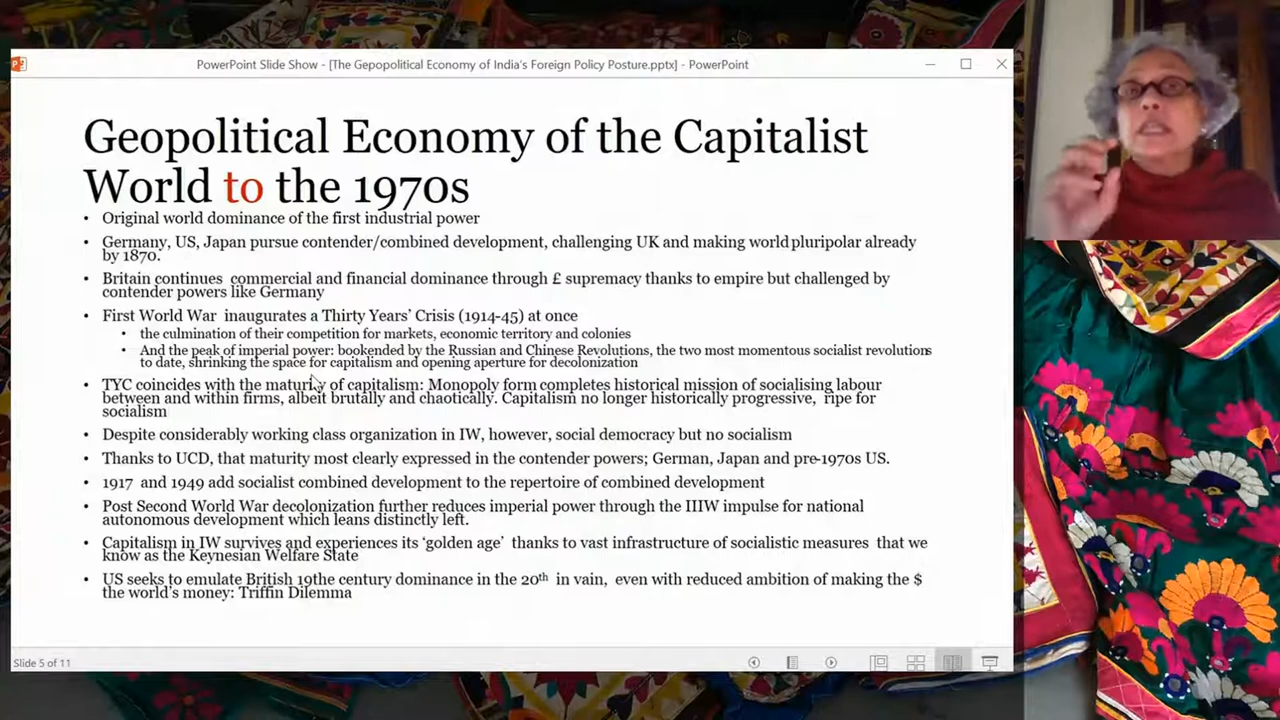 PowerPoint Slide Show - [The Gepopolitical Economy of India's Foreign Policy Posture.pptx] - PowerPoint
Geopolitical Economy of the Capitalist
World to the 1970s
• Original world dominance of the first industrial power
• Germany, US, Japan pursue contender/combined development, challenging UK and making world pluripolar already
by 1870.
• Britain continues commercial and financial dominance through £ supremacy thanks to empire but challenged by
contender powers like Germany
• First World War inaugurates a Thirty Years' Crisis (1914-45) at once
• the culmination of their competition for markets, economic territory and colonies
• And the peak of imperial power: bookended by the Russian and Chinese Revolutions, the two most momentous socialist revolutions
to date, shrinking the space for capitalism and opening aperture for decolonization
• TYC coincides with the maturity of capitalism: Monopoly form completes historical mission of socialising labour
between and within firms, albeit brutally and chaotically. Capitalism no longer historically progressive, ripe for
socialism
• Despite considerably working class organization in IW, however, social democracy but no socialism
• Thanks to UCD, that maturity most clearly expressed in the contender powers; German, Japan and pre-1970s US.
• 1917 and 1949 add socialist combined development to the repertoire of combined development
• Post Second World War decolonization further reduces imperial power through the IIIW impulse for national
autonomous development which leans distinctly left.
• Capitalism in IW survives and experiences its 'golden age' thanks to vast infrastructure of socialistic measures that we
know as the Keynesian Welfare State
• US seeks to emulate British 19the century dominance in the 20th in vain, even with reduced ambition of making the $
the world's money: Triffin Dilemma
Slide 5 of 11